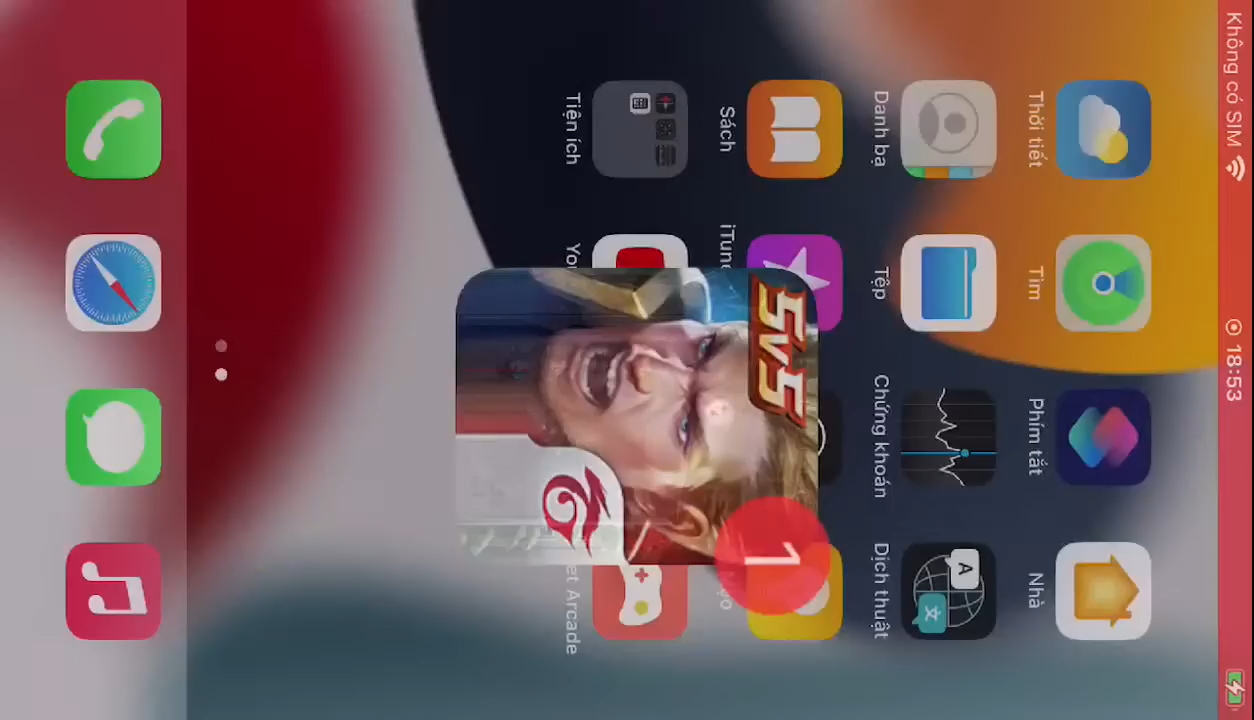 Không có SIM
18:53
Thời tiết
Tìm
Phím tắt
Nhà
Danh bạ
Tệp
Chứng khoán
Dịch thuật
A
文
Sách
Tiện ích
5v5
1